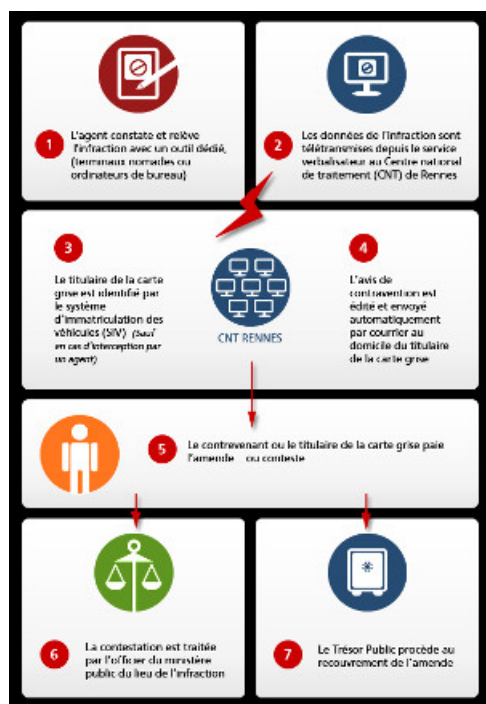 1
L'agent constate et relève
l'infraction avec un outil dédié,
(terminaux nomades ou
ordinateurs de bureau)
2
Les données de l'infraction sont
télétransmises depuis le service
verbalisateur au Centre national
de traitement (CNT) de Rennes
3
Le titulaire de la carte
grise est identifié par
le système
d'immatriculation des
véhicules (SIV) (Sauf
en cas d'interception par
un agent)
CNT RENNES
4
L'avis de
contravention est
édité et envoyé
automatiquement
par courrier au
domicile du titulaire
de la carte grise
5
Le contrevenant ou le titulaire de la carte grise paie
l'amende ou conteste
6
La contestation est traitée
par l'officier du ministère
public du lieu de l'infraction
7
Le Trésor Public procède au
recouvrement de l'amende